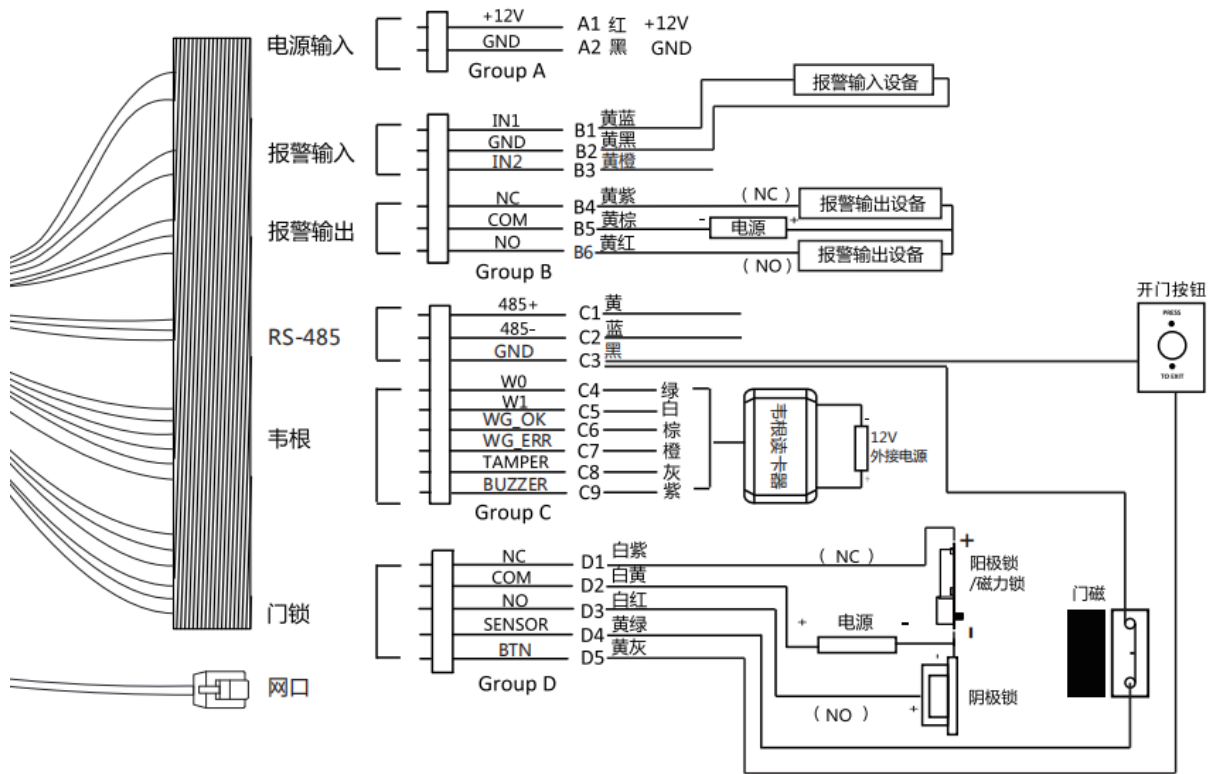 电源输入
+12V A1 红 +12V
GND A2 黑 GND
Group A
报警输入设备
报警输入
IN1 B1 黄蓝
GND B2 黄黑
IN2 B3 黄橙
报警输出
NC B4 黄紫 (NC) 报警输出设备
COM B5 黄棕 - 电源 +
NO B6 黄红 (NO) 报警输出设备
Group B
开门按钮
PRESS
TO EXIT
RS-485
485+ C1 黄
485- C2 蓝
GND C3 黑
韦根
W0 C4 绿
W1 C5 白
WG_OK C6 棕
WG_ERR C7 橙
TAMPER C8 灰
BUZZER C9 紫
Group C
韦根读卡器
-
12V
外接电源
+
门锁
NC D1 白紫 (NC)
COM D2 白黄
NO D3 白红
SENSOR D4 黄绿
BTN D5 黄灰
Group D
+
阳极锁
/磁力锁
-
+ 电源 -
门磁
-
阴极锁
+
(NO)
网口